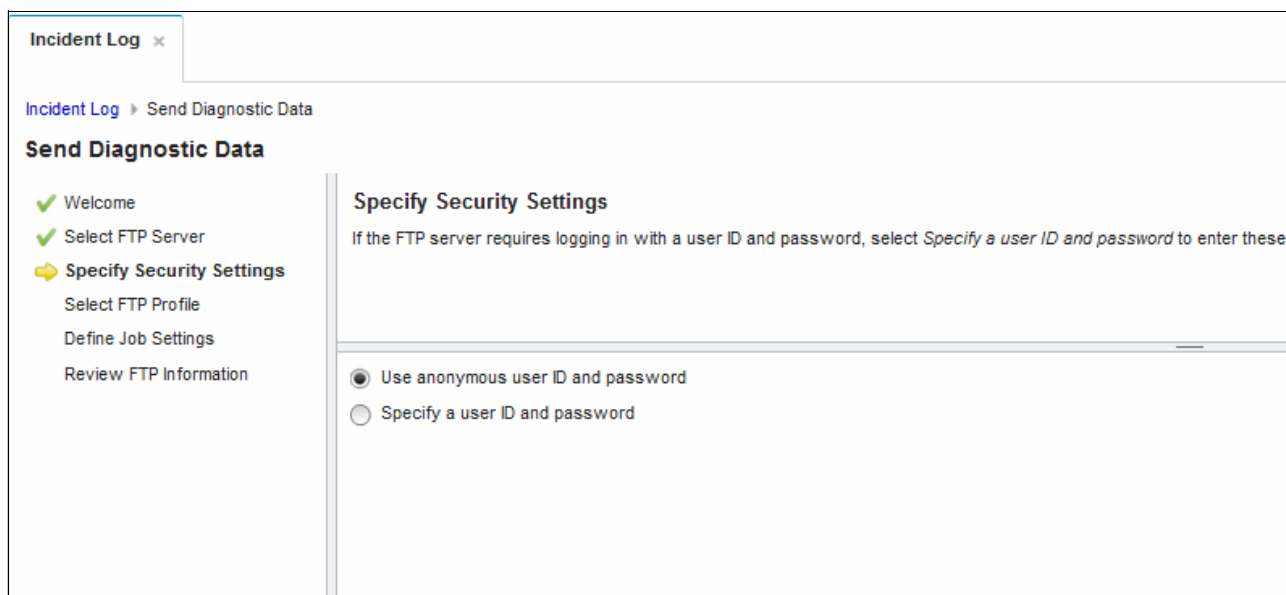 Incident Log
Incident Log Send Diagnostic Data
Send Diagnostic Data
Welcome
Select FTP Server
Specify Security Settings
Select FTP Profile
Define Job Settings
Review FTP Information
Specify Security Settings
If the FTP server requires logging in with a user ID and password, select Specify a user ID and password to enter these
Use anonymous user ID and password
Specify a user ID and password